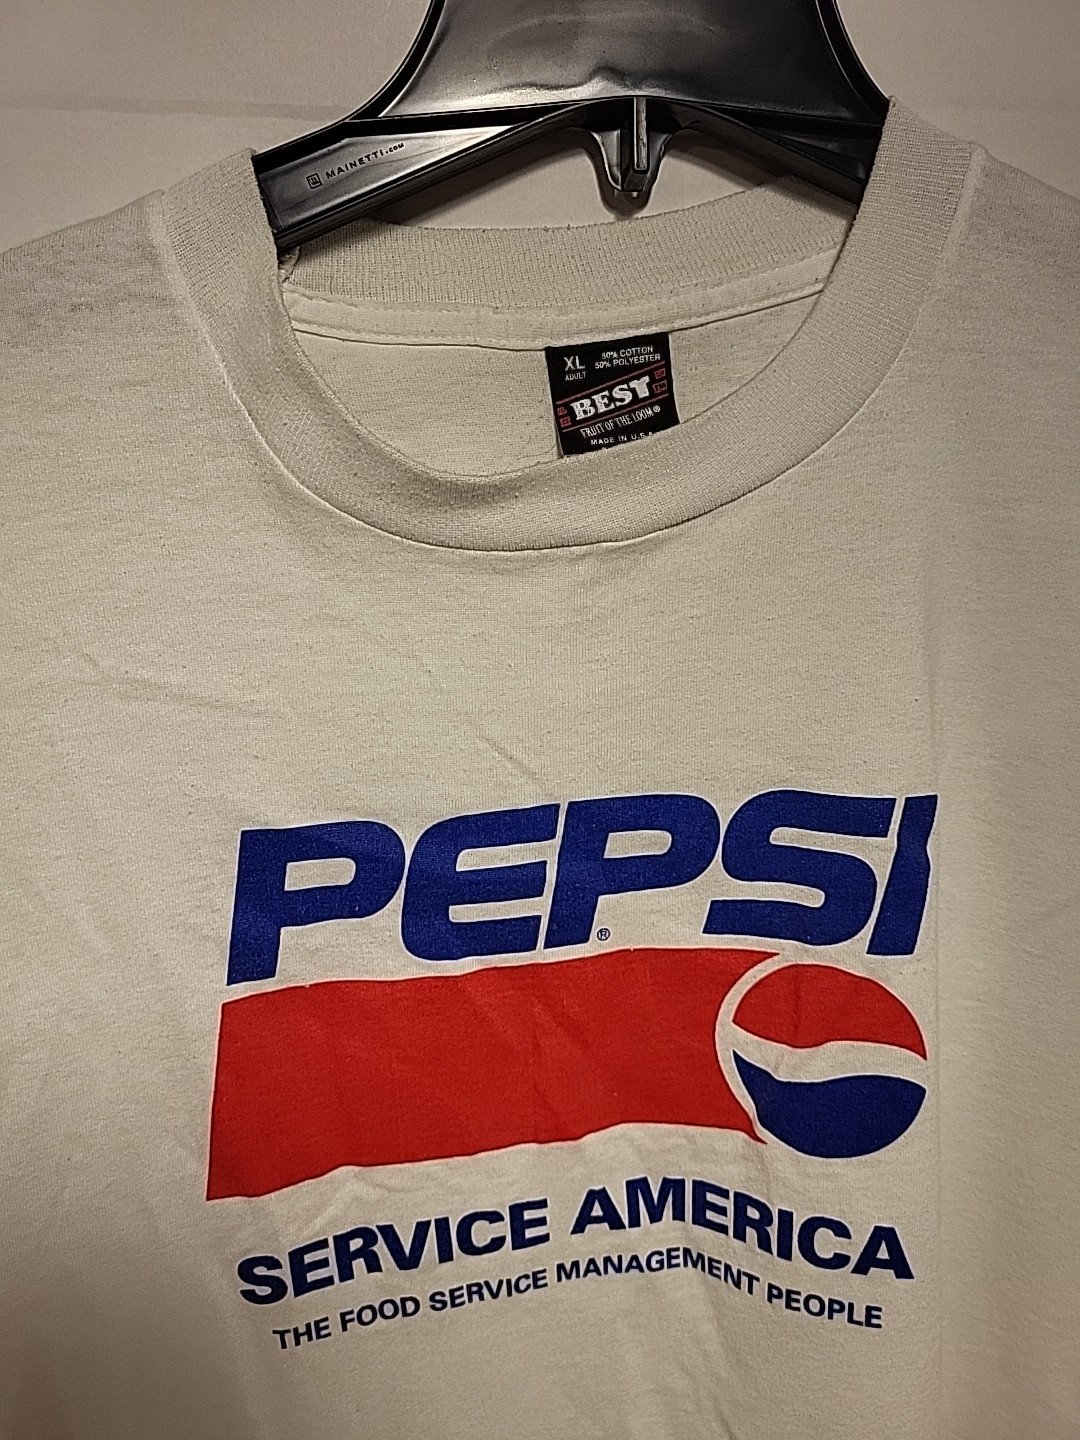 MAINETTI.COM
XL
ADULT
50% COTTON
50% POLYESTER
BEST
FRUIT OF THE LOOM®
MADE IN U.S.A.
PEPSI
®
SERVICE AMERICA
THE FOOD SERVICE MANAGEMENT PEOPLE